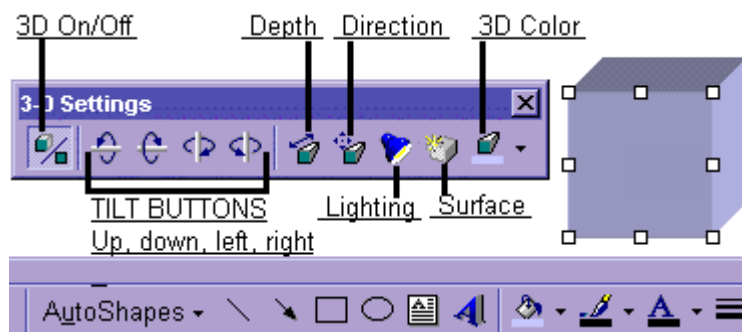 3D On/Off Depth Direction 3D Color
3-D Settings
TILT BUTTONS Lighting Surface
Up, down, left, right
AutoShapes
A